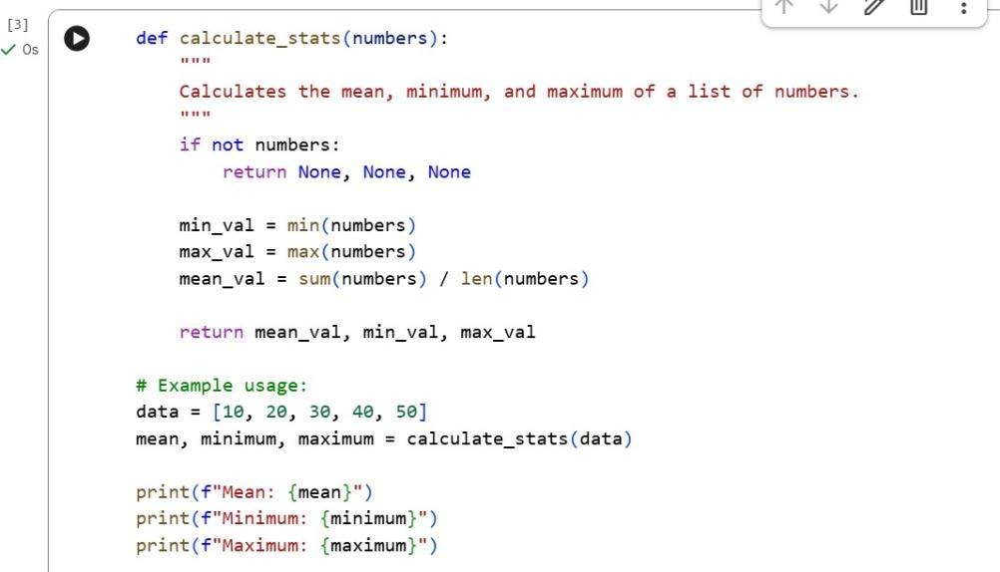 [3]
0s
def calculate_stats(numbers):
    """
    Calculates the mean, minimum, and maximum of a list of numbers.
    """
    if not numbers:
        return None, None, None

    min_val = min(numbers)
    max_val = max(numbers)
    mean_val = sum(numbers) / len(numbers)

    return mean_val, min_val, max_val

# Example usage:
data = [10, 20, 30, 40, 50]
mean, minimum, maximum = calculate_stats(data)

print(f"Mean: {mean}")
print(f"Minimum: {minimum}")
print(f"Maximum: {maximum}")